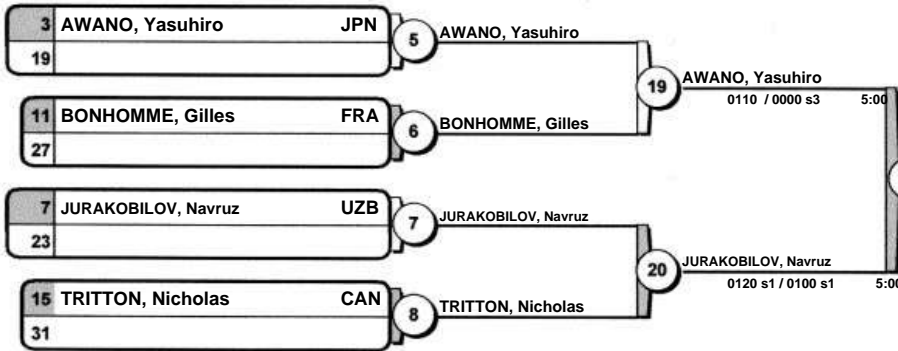 3 AWANO, Yasuhiro JPN
19
5
AWANO, Yasuhiro
11 BONHOMME, Gilles FRA
27
6
BONHOMME, Gilles
19
AWANO, Yasuhiro
0110 / 0000 s3 5:00
7 JURAKOBILOV, Navruz UZB
23
7
JURAKOBILOV, Navruz
15 TRITTON, Nicholas CAN
31
8
TRITTON, Nicholas
20
JURAKOBILOV, Navruz
0120 s1 / 0100 s1 5:00